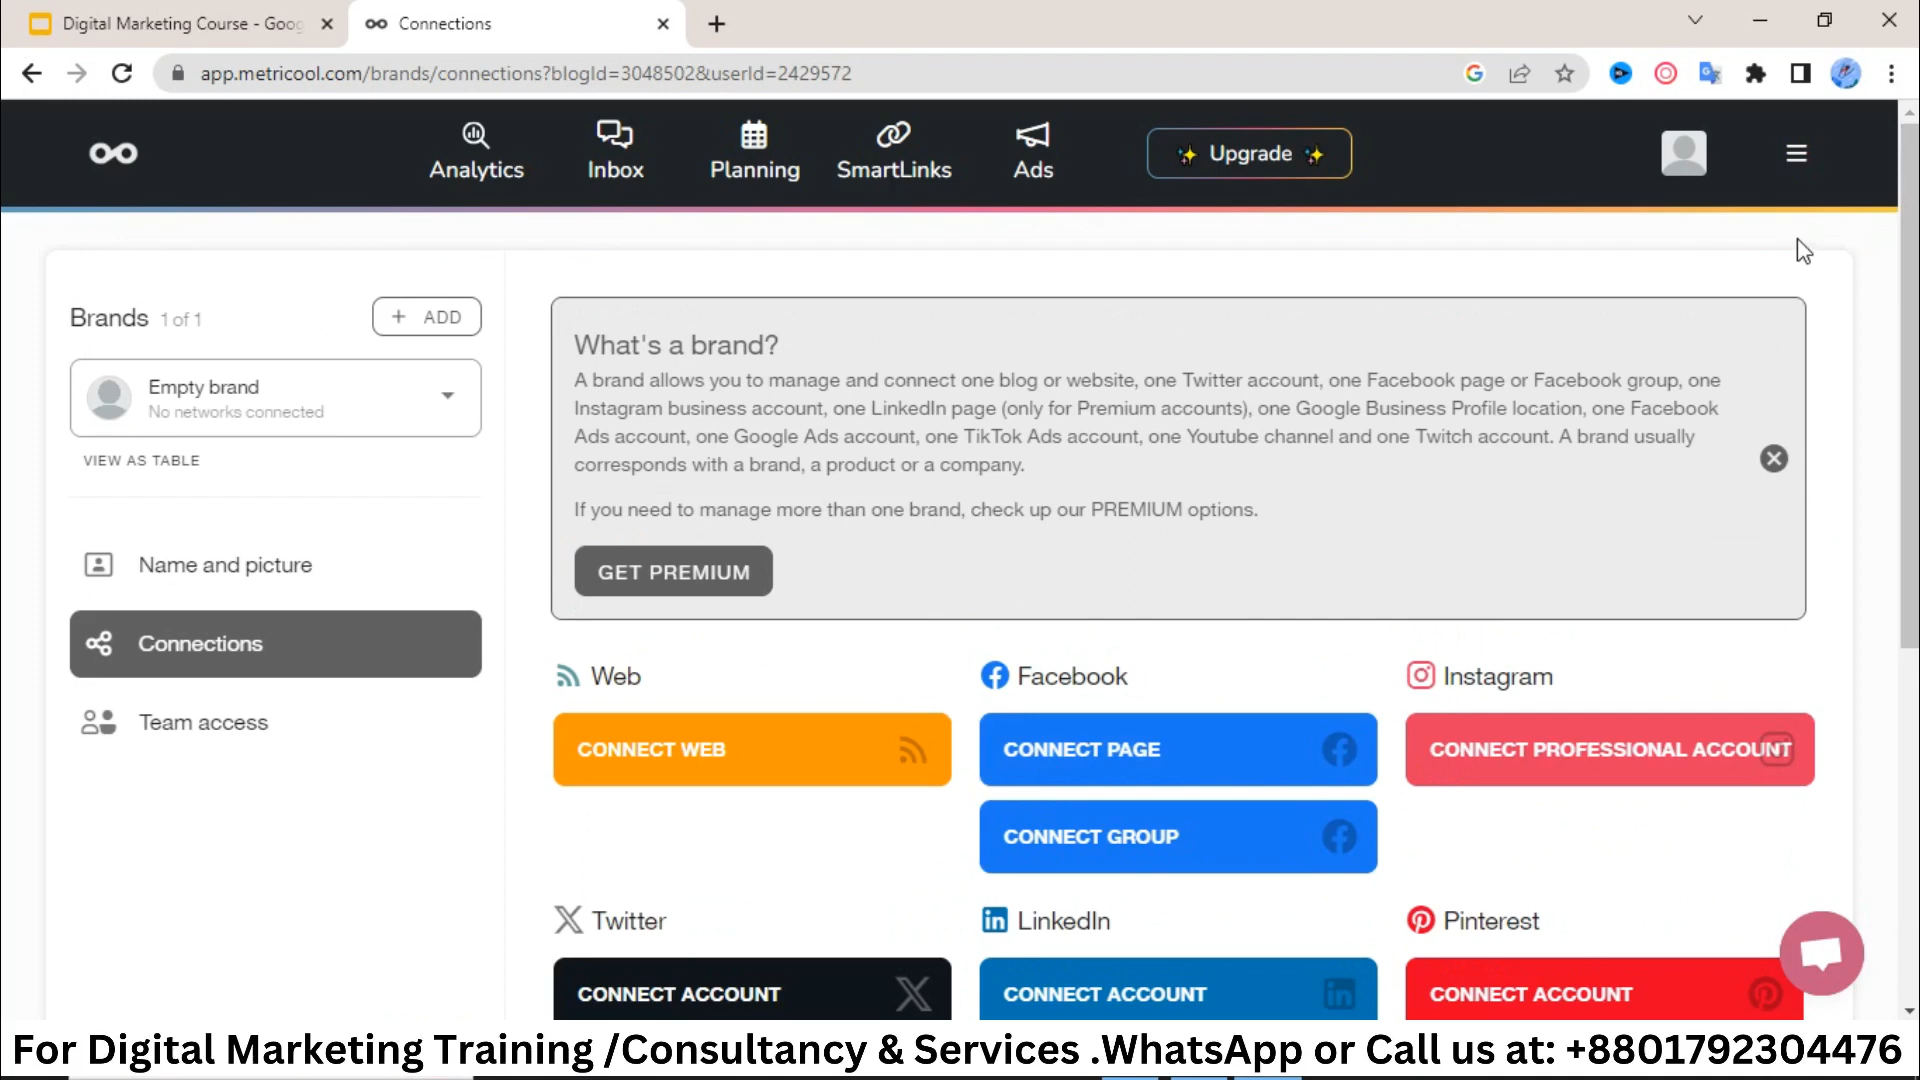 Digital Marketing Course - Goog
Connections
app.metricool.com/brands/connections?blogId=3048502&userId=2429572
Analytics
Inbox
Planning
SmartLinks
Ads
Upgrade
Brands 1 of 1
+ ADD
Empty brand
No networks connected
VIEW AS TABLE
Name and picture
Connections
Team access
What's a brand?
A brand allows you to manage and connect one blog or website, one Twitter account, one Facebook page or Facebook group, one
Instagram business account, one LinkedIn page (only for Premium accounts), one Google Business Profile location, one Facebook
Ads account, one Google Ads account, one TikTok Ads account, one Youtube channel and one Twitch account. A brand usually
corresponds with a brand, a product or a company.
If you need to manage more than one brand, check up our PREMIUM options.
GET PREMIUM
Web
Facebook
Instagram
CONNECT WEB
CONNECT PAGE
CONNECT PROFESSIONAL ACCOUNT
CONNECT GROUP
Twitter
LinkedIn
Pinterest
CONNECT ACCOUNT
CONNECT ACCOUNT
CONNECT ACCOUNT
For Digital Marketing Training /Consultancy & Services .WhatsApp or Call us at: +8801792304476